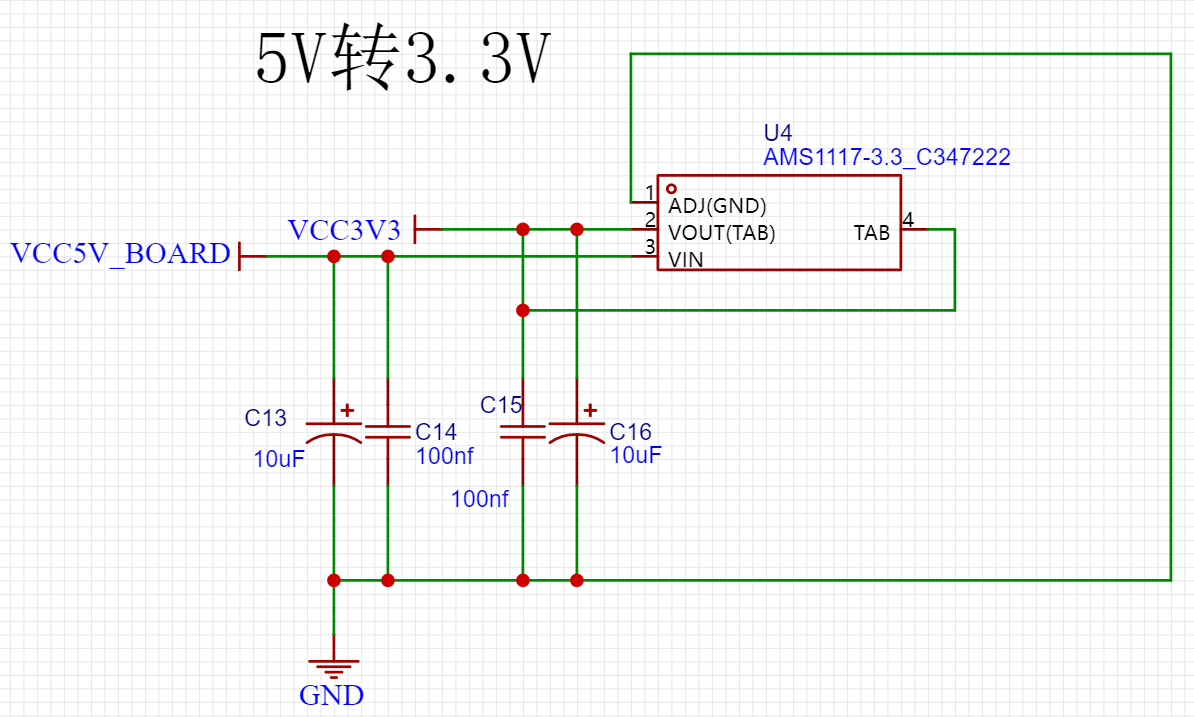 5V转3.3V
U4
AMS1117-3.3_C347222
1
ADJ(GND)
2
VOUT(TAB)
3
VIN
TAB
4
VCC3V3
VCC5V_BOARD
C13
10uF
C14
100nf
C15
100nf
C16
10uF
GND